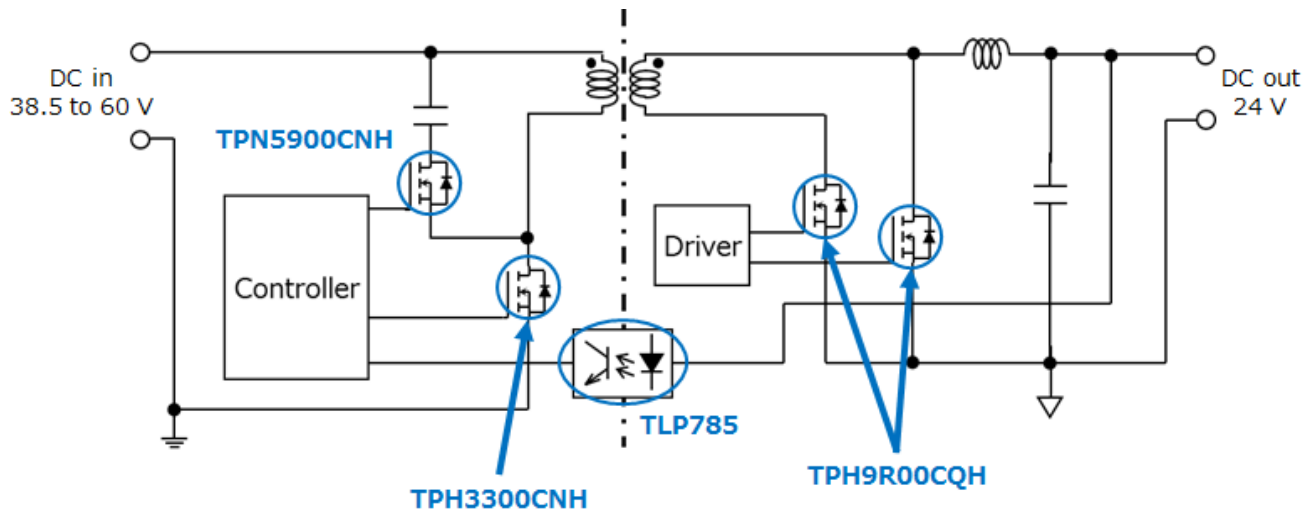 DC in
38.5 to 60 V
TPN5900CNH
Controller
Driver
DC out
24 V
TLP785
TPH3300CNH
TPH9R00CQH